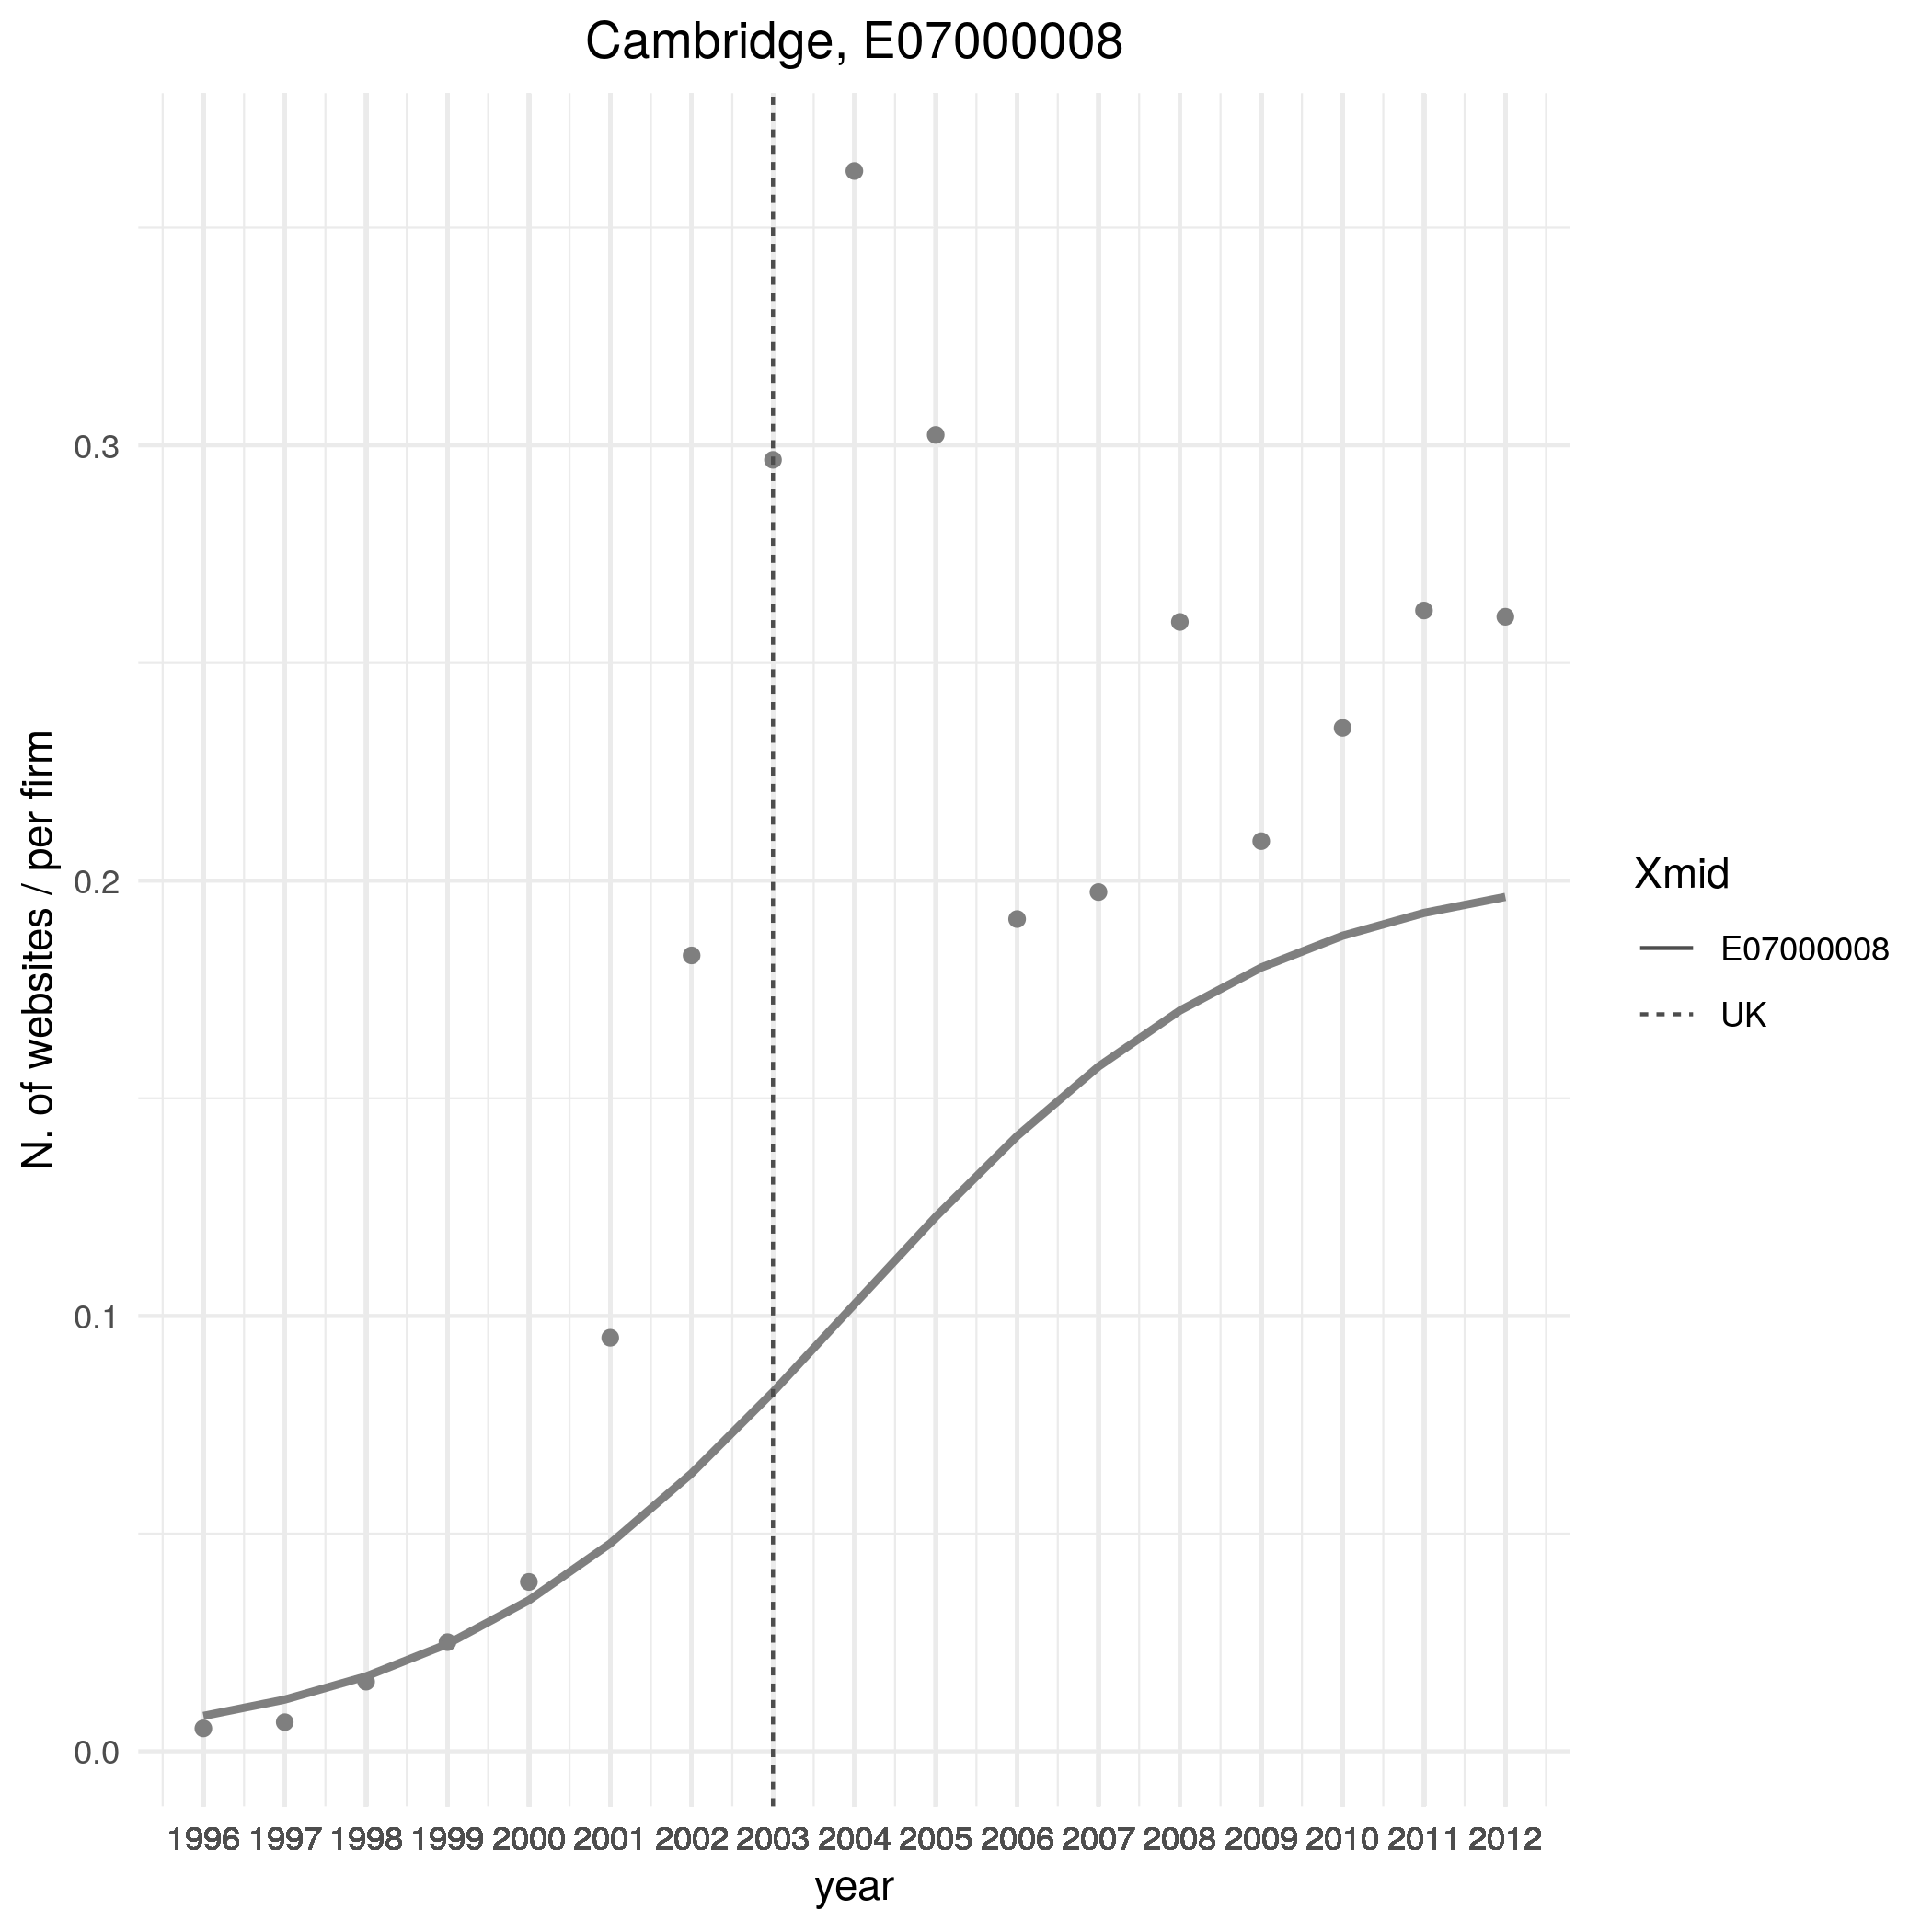 Cambridge, E07000008
N. of websites / per firm
0.3
0.2
0.1
0.0
1996 1997 1998 1999 2000 2001 2002 2003 2004 2005 2006 2007 2008 2009 2010 2011 2012
year
Xmid
E07000008
UK